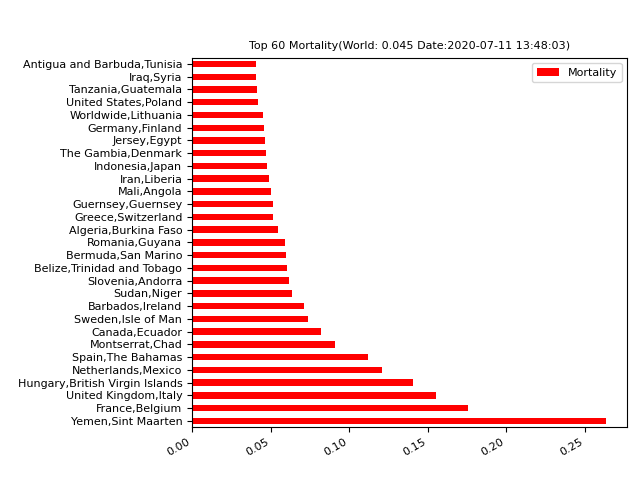 Top 60 Mortality(World: 0.045 Date:2020-07-11 13:48:03)
Mortality
Antigua and Barbuda,Tunisia
Iraq,Syria
Tanzania,Guatemala
United States,Poland
Worldwide,Lithuania
Germany,Finland
Jersey,Egypt
The Gambia,Denmark
Indonesia,Japan
Iran,Liberia
Mali,Angola
Guernsey,Guernsey
Greece,Switzerland
Algeria,Burkina Faso
Romania,Guyana
Bermuda,San Marino
Belize,Trinidad and Tobago
Slovenia,Andorra
Sudan,Niger
Barbados,Ireland
Sweden,Isle of Man
Canada,Ecuador
Montserrat,Chad
Spain,The Bahamas
Netherlands,Mexico
Hungary,British Virgin Islands
United Kingdom,Italy
France,Belgium
Yemen,Sint Maarten
0.00 0.05 0.10 0.15 0.20 0.25